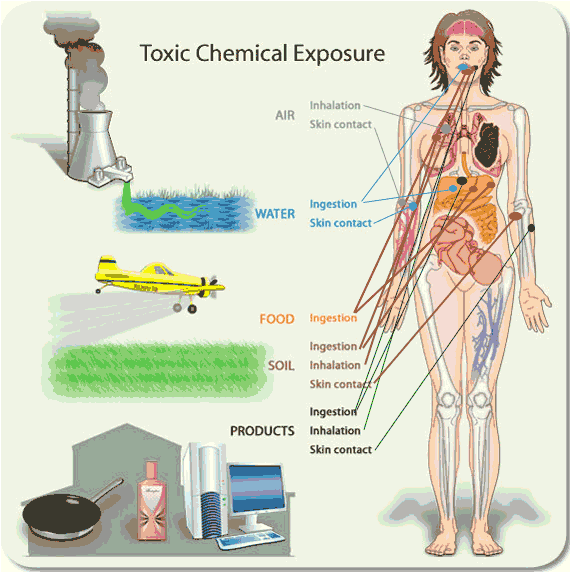 Toxic Chemical Exposure
AIR
Inhalation
Skin contact
WATER
Ingestion
Skin contact
FOOD
Ingestion
SOIL
Ingestion
Inhalation
Skin contact
PRODUCTS
Ingestion
Inhalation
Skin contact